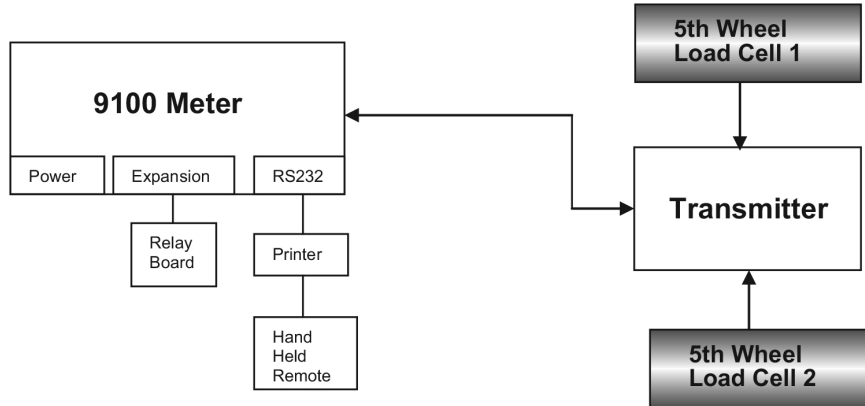 5th Wheel
Load Cell 1
9100 Meter
Power
Expansion
RS232
Transmitter
Relay
Board
Printer
Hand
Held
Remote
5th Wheel
Load Cell 2